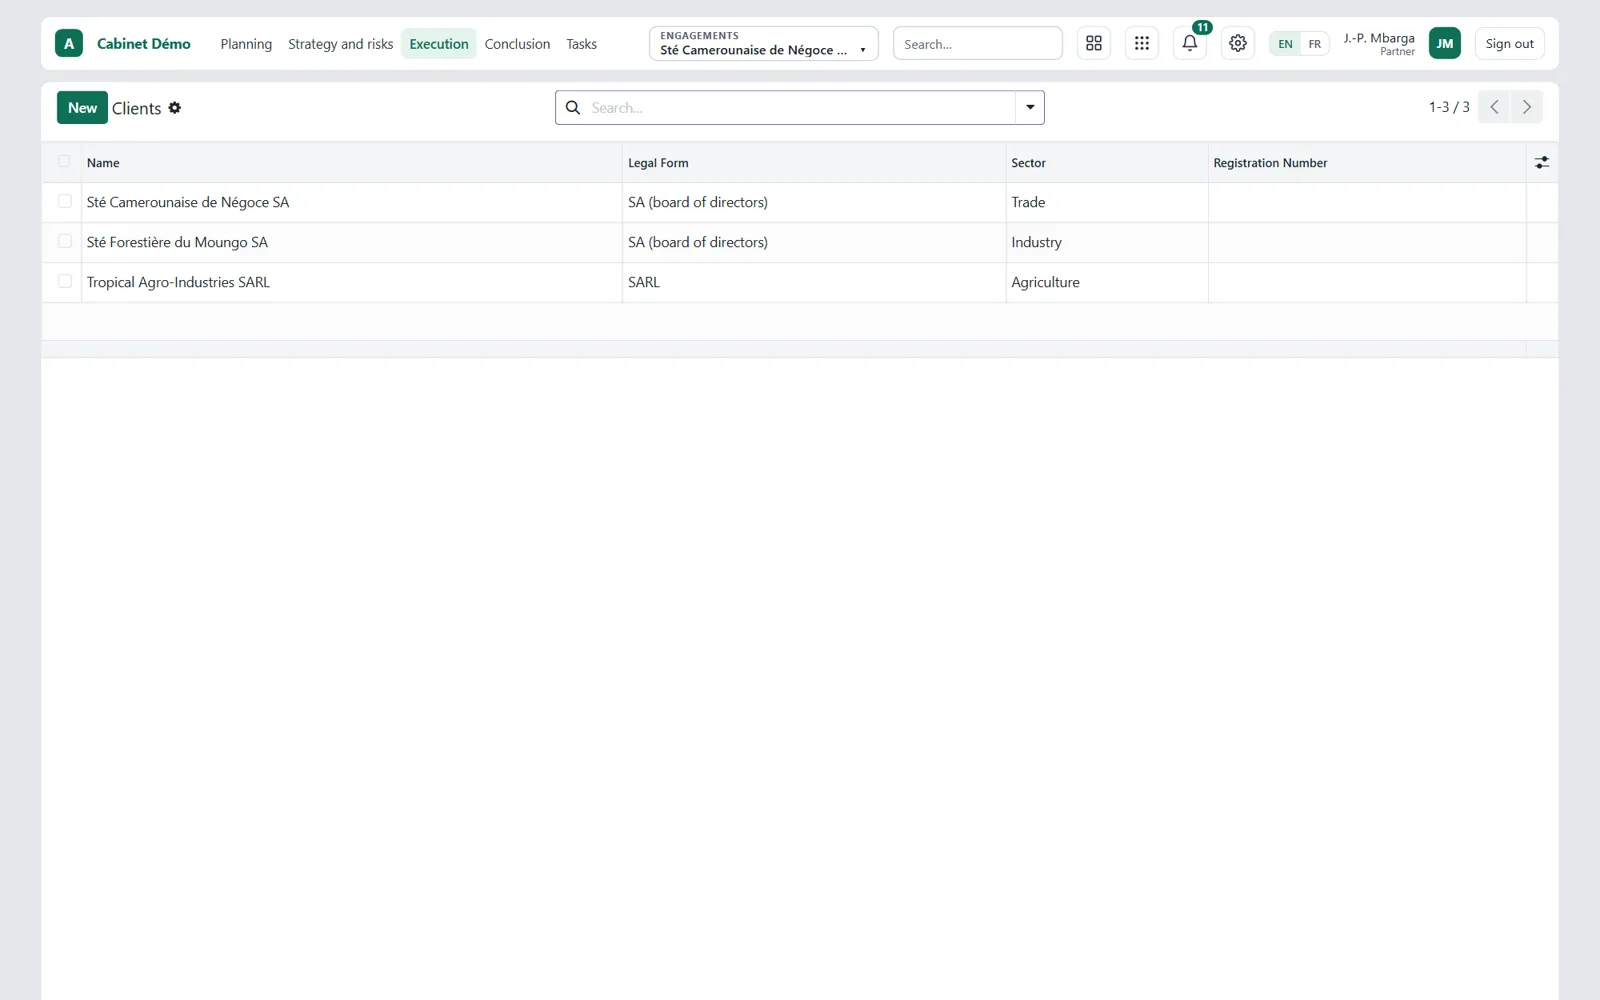 A Cabinet Démo Planning Strategy and risks Execution Conclusion Tasks
ENGAGEMENTS
Sté Camerounaise de Négoce ...
Search...
11
EN FR
J.-P. Mbarga
Partner
JM
Sign out
New Clients
Search...
1-3 / 3
Name Legal Form Sector Registration Number
Sté Camerounaise de Négoce SA SA (board of directors) Trade
Sté Forestière du Moungo SA SA (board of directors) Industry
Tropical Agro-Industries SARL SARL Agriculture